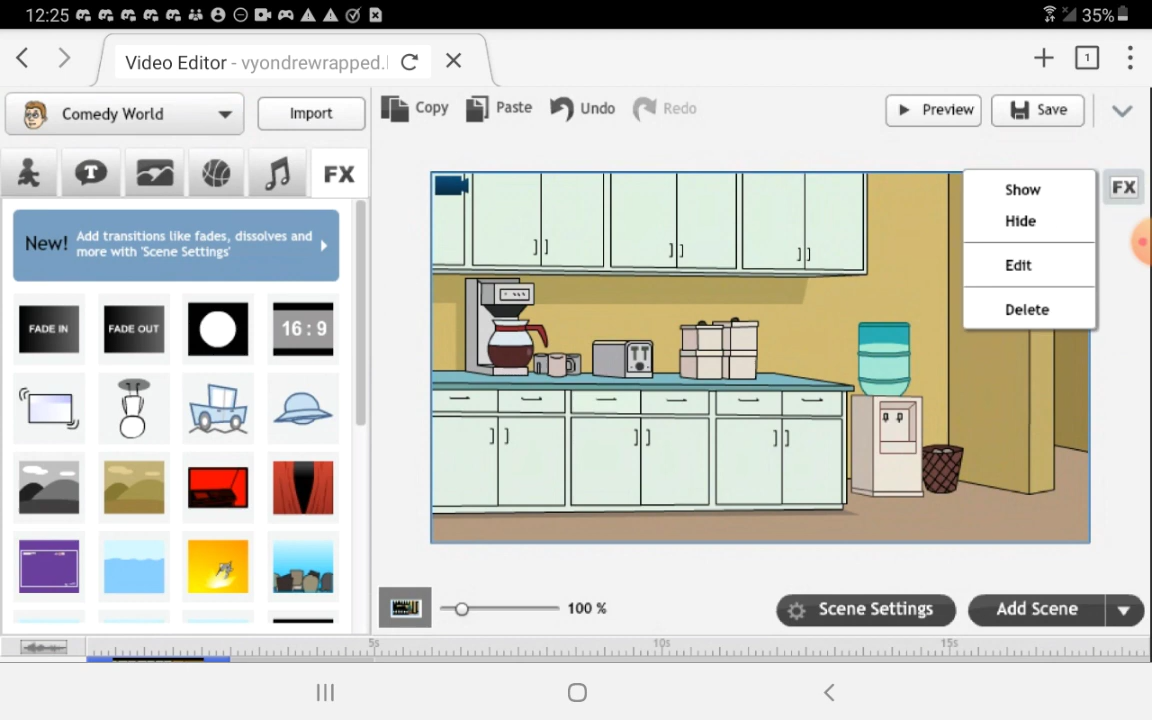 12:25
35%
Video Editor - vyondrewrapped.
1
Comedy World
Import
Copy
Paste
Undo
Redo
Preview
Save
FX
New!
Add transitions like fades, dissolves and
more with 'Scene Settings'
FADE IN
FADE OUT
16 : 9
Show
Hide
Edit
Delete
FX
100 %
Scene Settings
Add Scene
5s
10s
15s